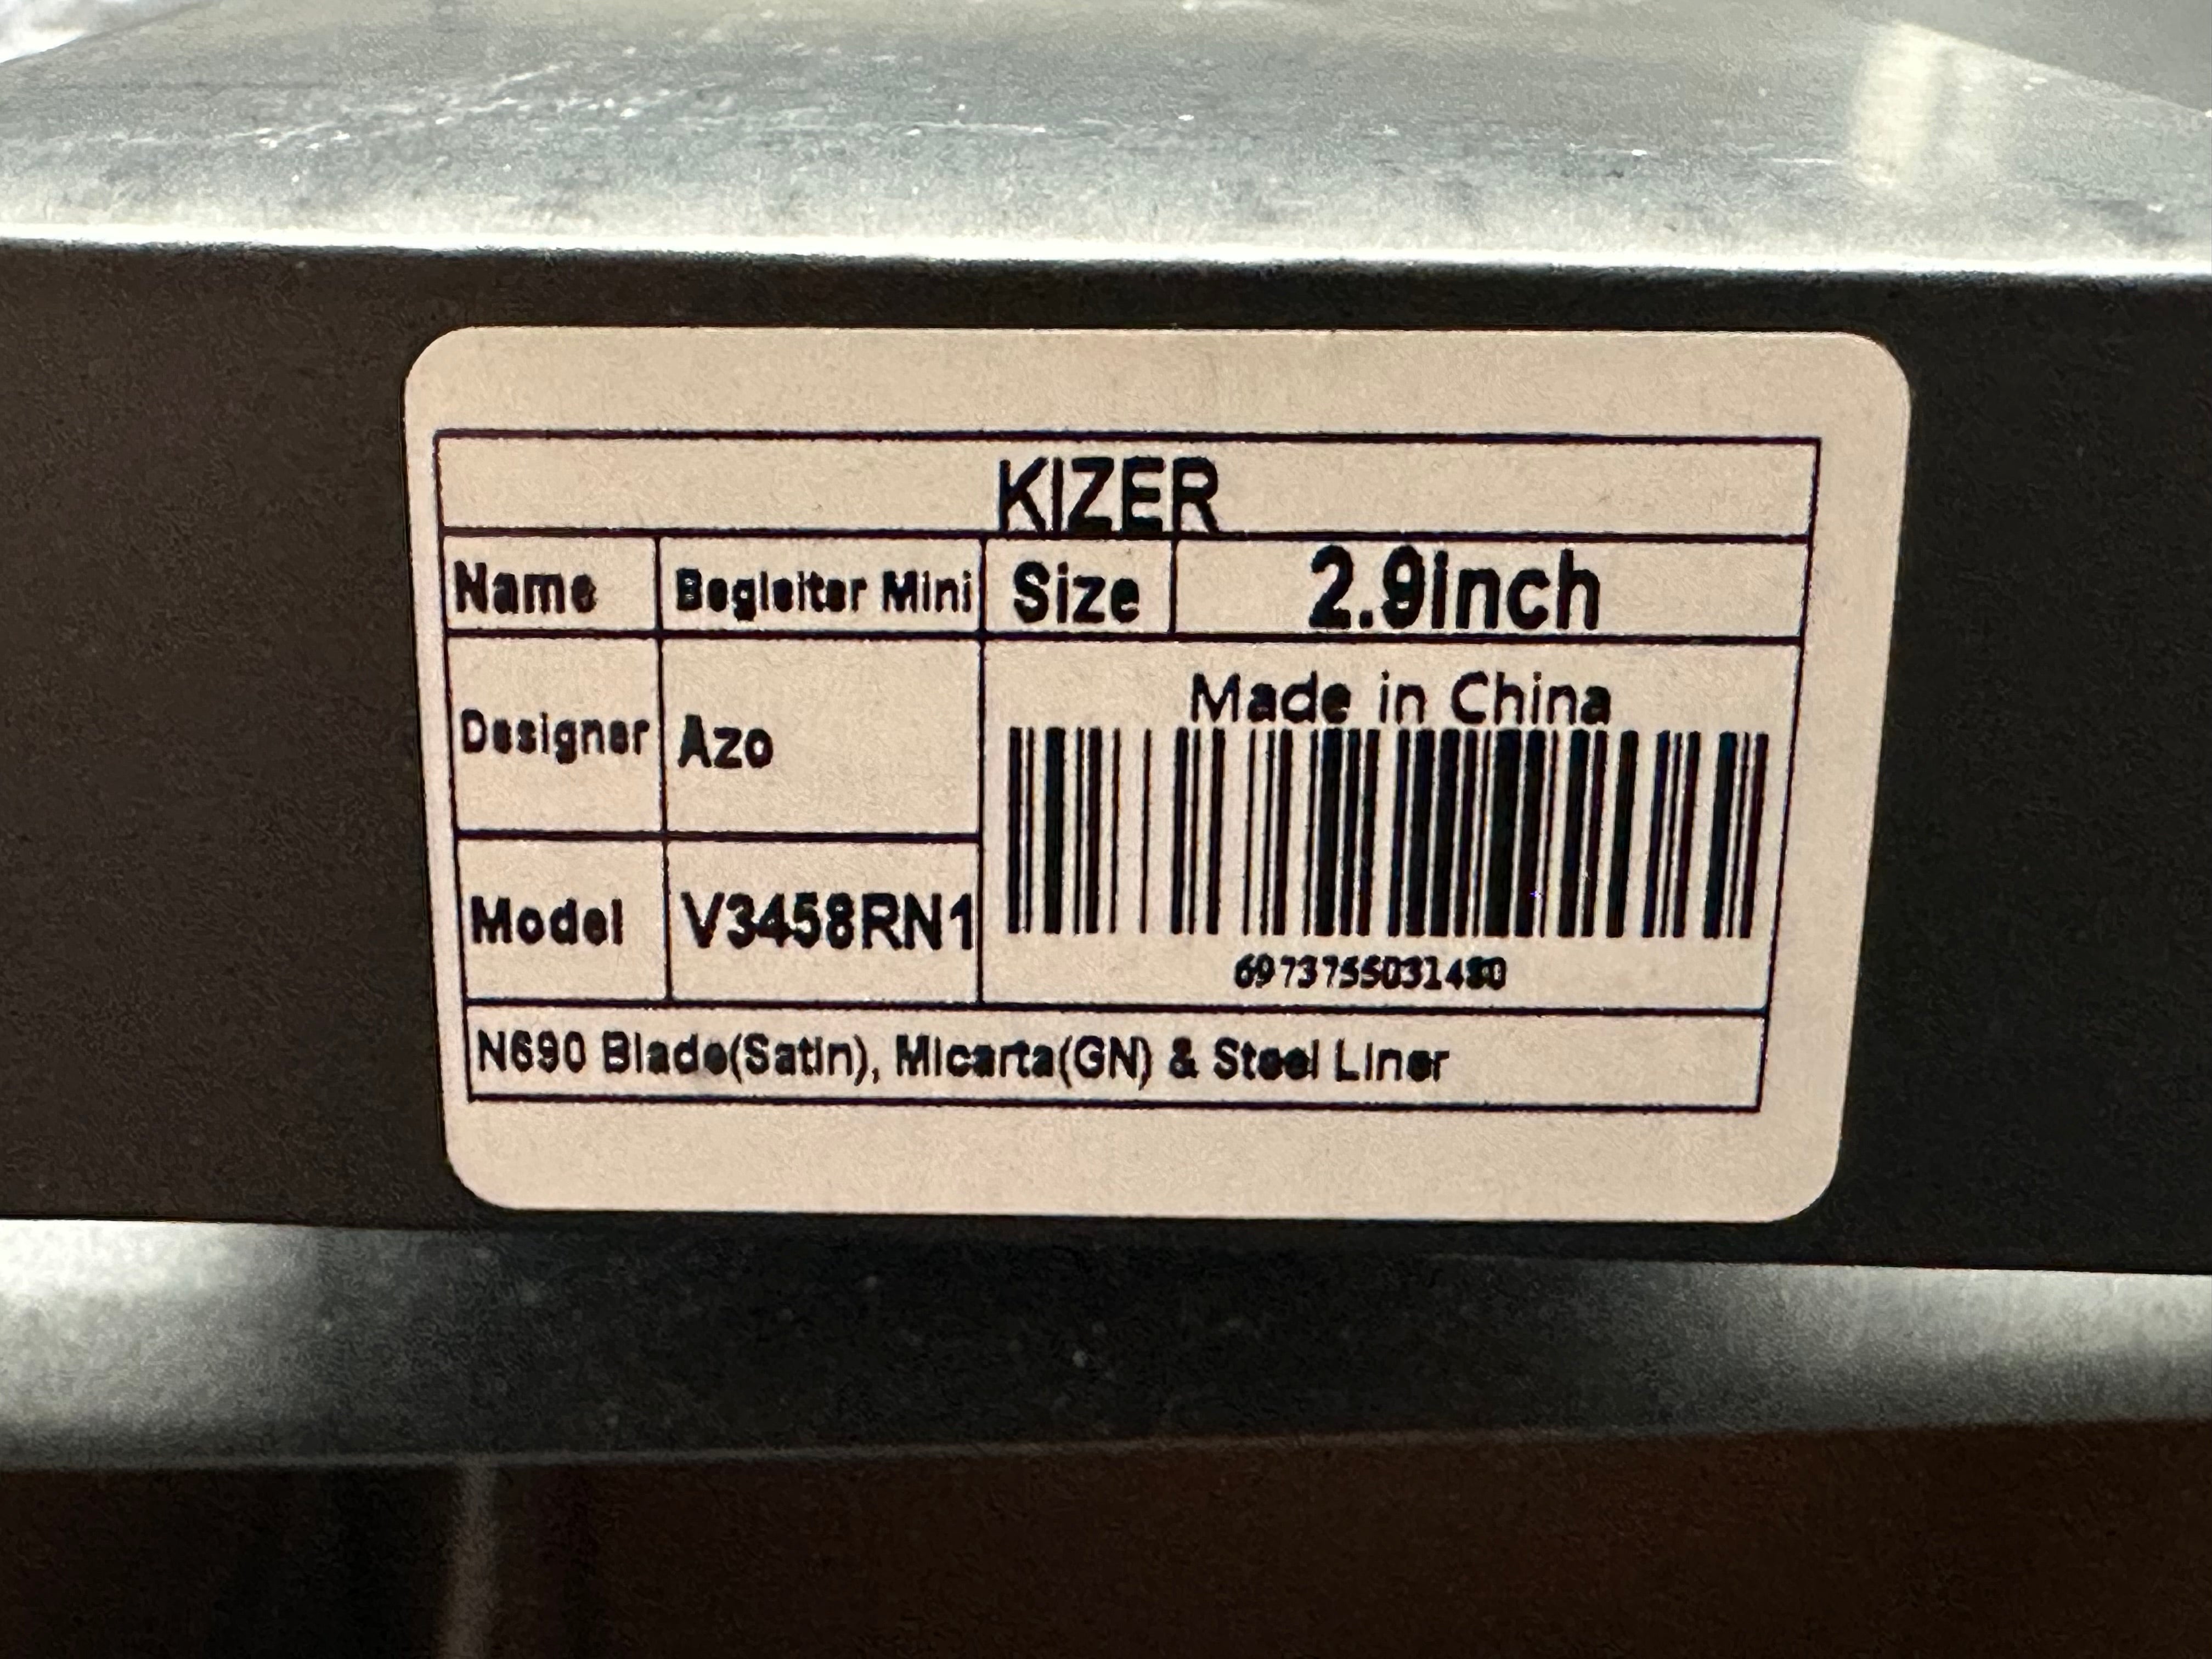 KIZER
Name Begleiter Mini Size 2.9inch
Made in China
Designer Azo
Model V3458RN1
6973755031480
N690 Blade(Satin), Micarta(GN) & Steel Liner